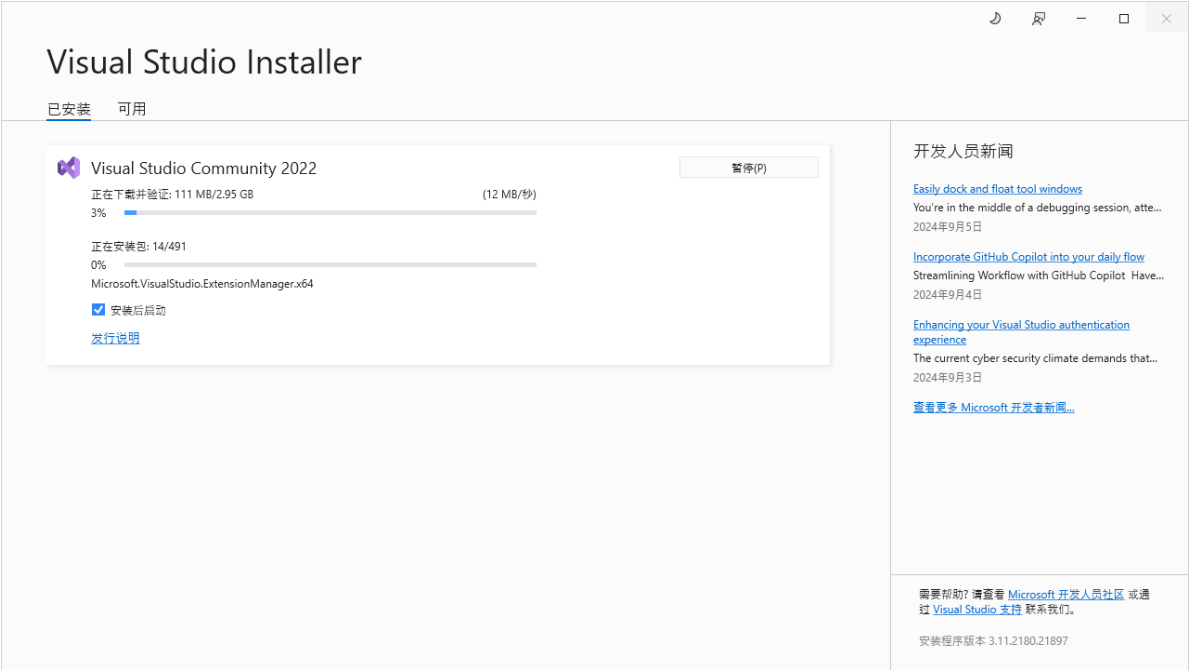 Visual Studio Installer
已安装 可用
Visual Studio Community 2022
暂停(P)
正在下载并验证: 111 MB/2.95 GB (12 MB/秒)
3%
正在安装包: 14/491
0%
Microsoft.VisualStudio.ExtensionManager.x64
安装后启动
发行说明
开发人员新闻
Easily dock and float tool windows
You're in the middle of a debugging session, atte...
2024年9月5日
Incorporate GitHub Copilot into your daily flow
Streamlining Workflow with GitHub Copilot Have...
2024年9月4日
Enhancing your Visual Studio authentication
experience
The current cyber security climate demands that...
2024年9月3日
查看更多 Microsoft 开发者新闻...
需要帮助? 请查看 Microsoft 开发人员社区 或通
过 Visual Studio 支持 联系我们。
安装程序版本 3.11.2180.21897